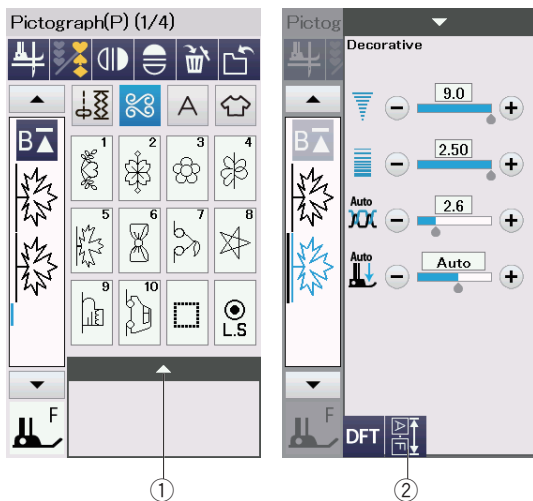 Pictograph(P) (1/4)
A
B
1
2
3
4
5
6
7
8
9
10
L.S
F
①
Pictog
Decorative
B
9.0
2.50
Auto
2.6
Auto
Auto
F
DFT
A
F
②